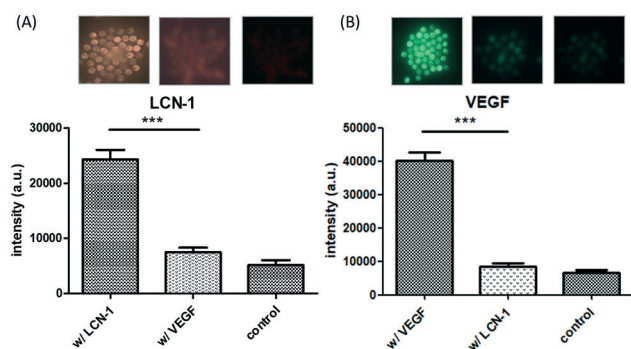 (A)
LCN-1
***
30000
20000
10000
0
intensity (a.u.)
w/ LCN-1
w/ VEGF
control
(B)
VEGF
***
50000
40000
30000
20000
10000
0
intensity (a.u.)
w/ VEGF
w/ LCN-1
control